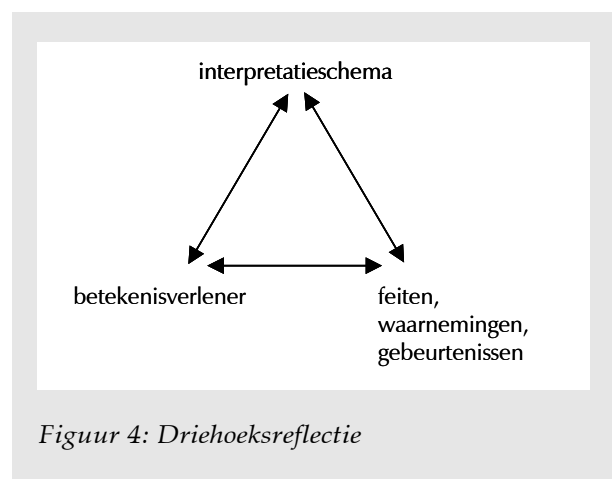 interpretatieschema
betekenisverlener
feiten,
waarnemingen,
gebeurtenissen
Figuur 4: Driehoeksreflectie